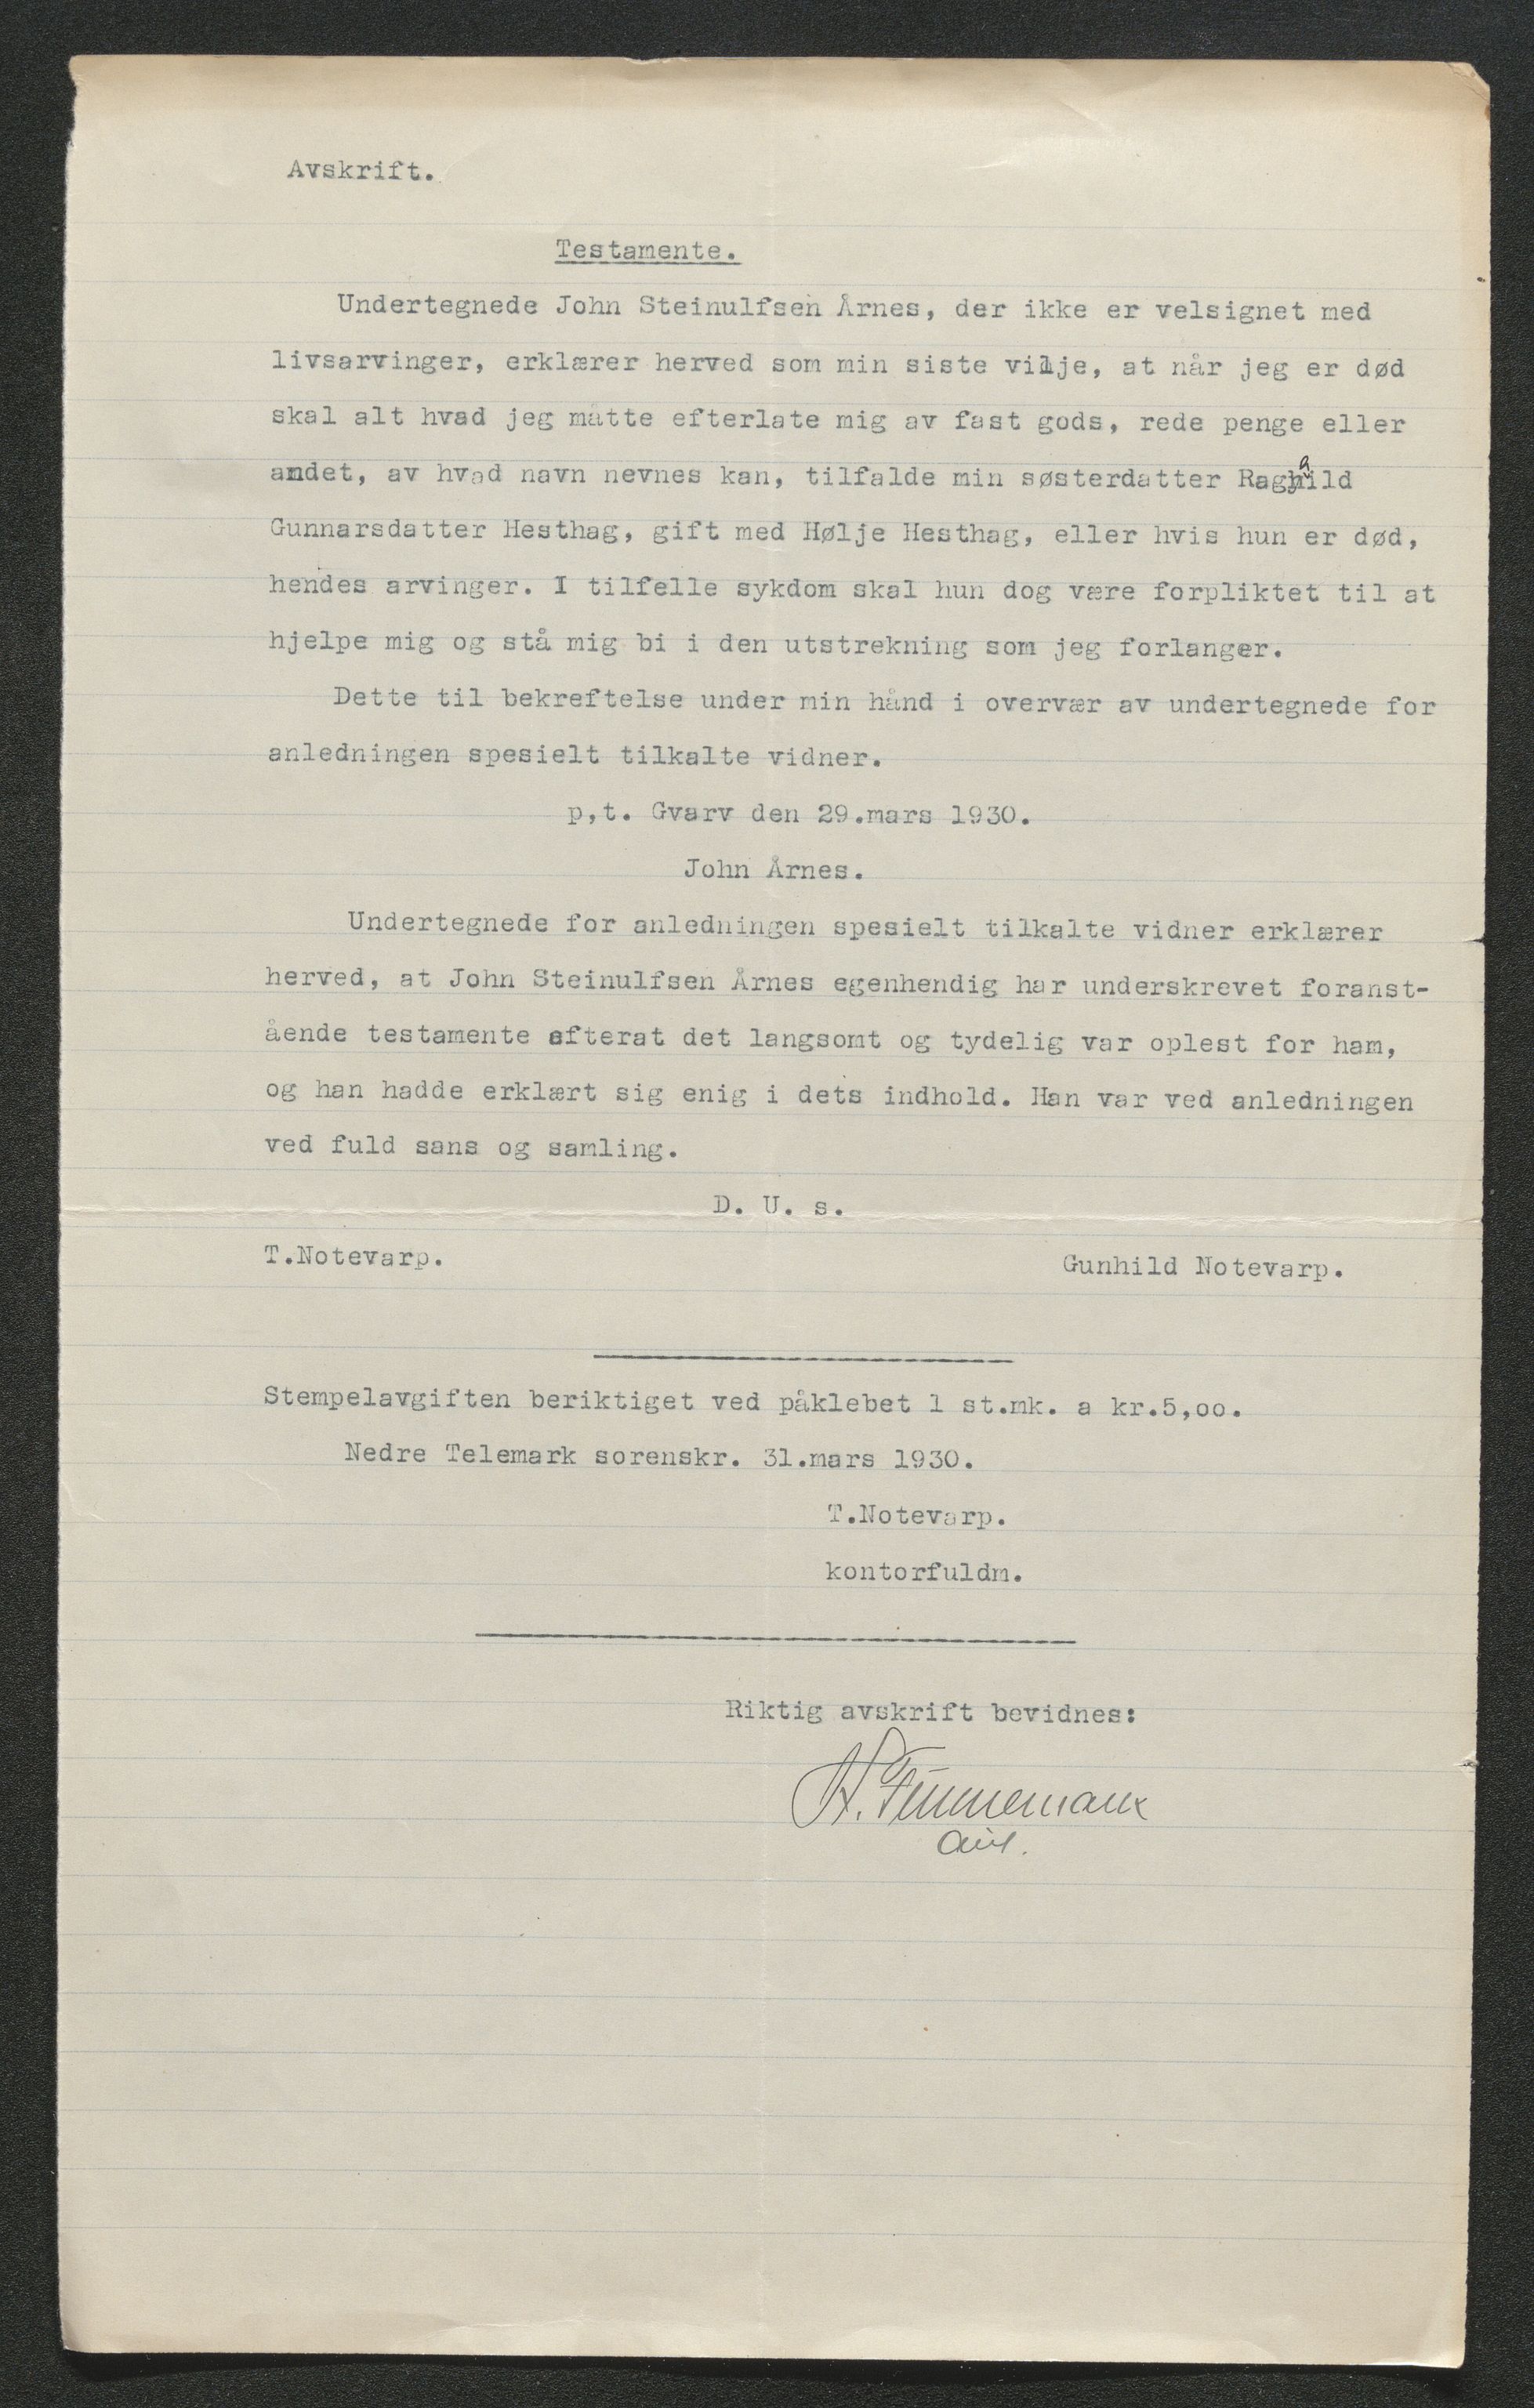 Avskrift.
Testamente.
Undertegnede John Steinulfsen Årnes, der ikke er velsignet med
livsarvinger, erklærer herved som min siste vilje, at når jeg er død
skal alt hvad jeg måtte efterlate mig av fast gods, rede penge eller
andet, av hvad navn nevnes kan, tilfalde min søsterdatter Raghild
Gunnarsdatter Hesthag, gift med Hølje Hesthag, eller hvis hun er død,
hendes arvinger. I tilfelle sykdom skal hun dog være forpliktet til at
hjelpe mig og stå mig bi i den utstrekning som jeg forlanger.
Dette til bekreftelse under min hånd i overvær av undertegnede for
anledningen spesielt tilkalte vidner.
p,t. Gvarv den 29.mars 1930.
John Årnes.
Undertegnede for anledningen spesielt tilkalte vidner erklærer
herved, at John Steinulfsen Årnes egenhendig har underskrevet foranst-
ående testamente efterat det langsomt og tydelig var oplest for ham,
og han hadde erklært sig enig i dets indhold. Han var ved anledningen
ved fuld sans og samling.
D. U. s.
T.Notevarp. Gunhild Notevarp.
Stempelavgiften beriktiget ved påklebet 1 st.mk. a kr.5,oo.
Nedre Telemark sorenskr. 31.mars 1930.
T.Notevarp.
kontorfuldm.
Riktig avskrift bevidnes: